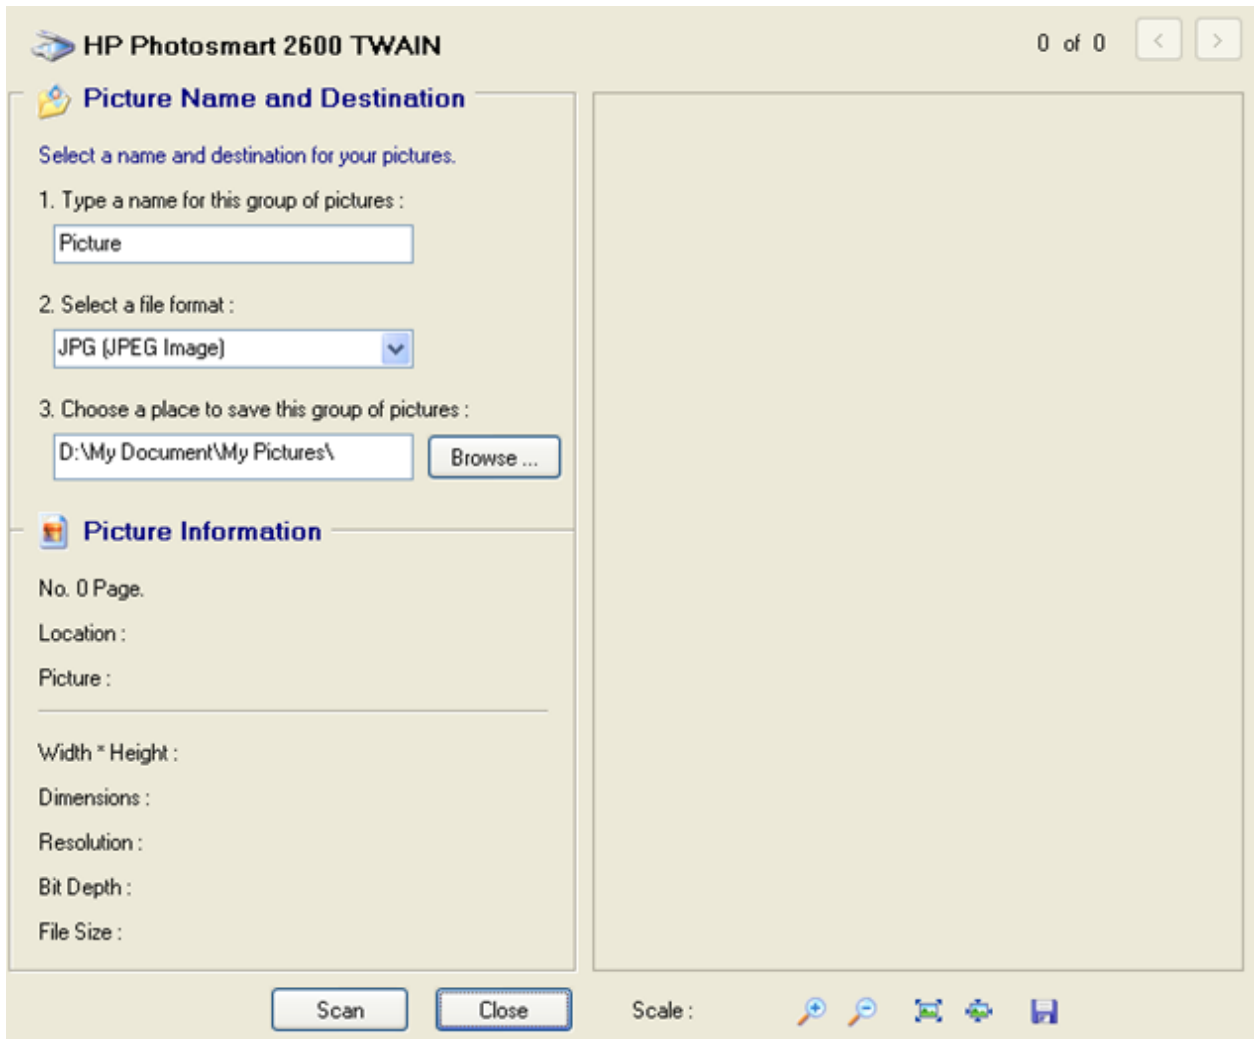 HP Photosmart 2600 TWAIN
0 of 0
< >
Picture Name and Destination
Select a name and destination for your pictures.
1. Type a name for this group of pictures :
Picture
2. Select a file format :
JPG (JPEG Image)
3. Choose a place to save this group of pictures :
D:\My Document\My Pictures\
Browse ...
Picture Information
No. 0 Page.
Location :
Picture :
Width * Height :
Dimensions :
Resolution :
Bit Depth :
File Size :
Scan
Close
Scale :